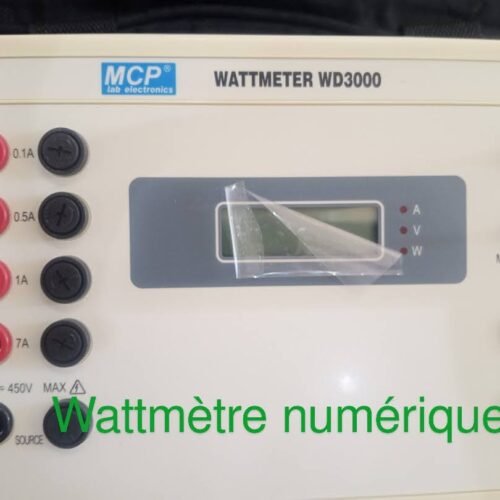 MCP®
lab electronics
WATTMETER WD3000
0.1A
0.5A
1A
7A
A
V
W
= 450V MAX
SOURCE
Wattmètre numérique